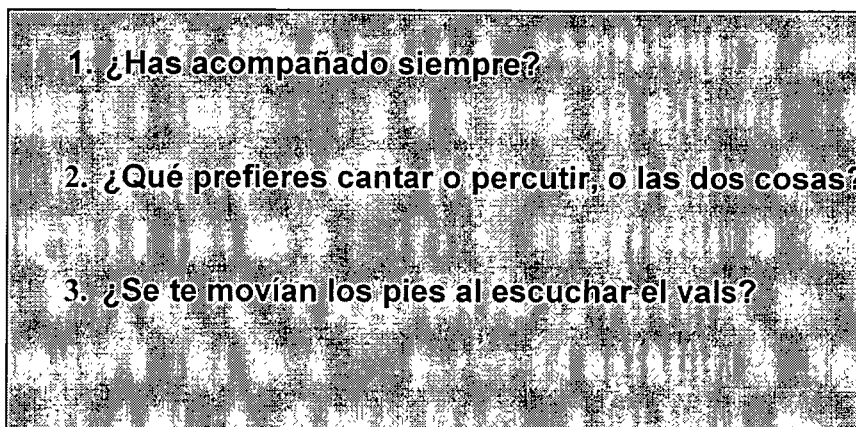 1. ¿Has acompañado siempre?
2. ¿Qué prefieres cantar o percutir, o las dos cosas?
3. ¿Se te movían los pies al escuchar el vals?